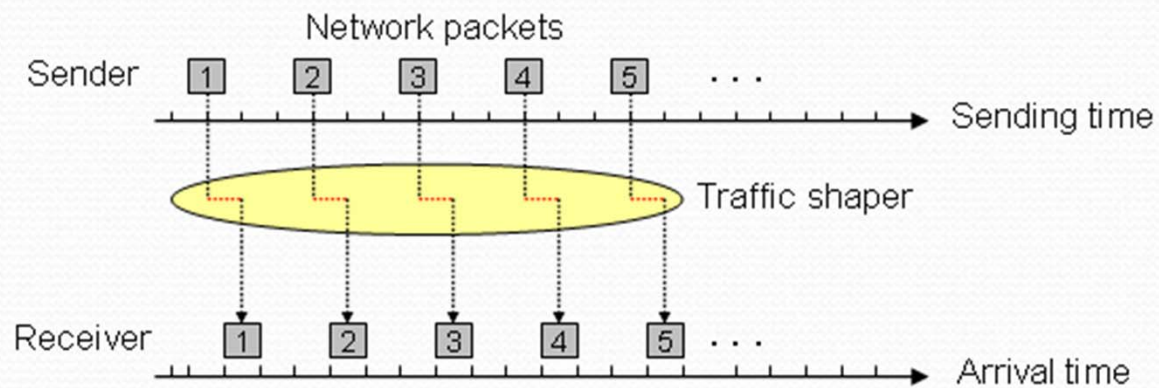 Network packets
Sender 1 2 3 4 5 . . .
Sending time
Traffic shaper
Receiver 1 2 3 4 5 . . .
Arrival time